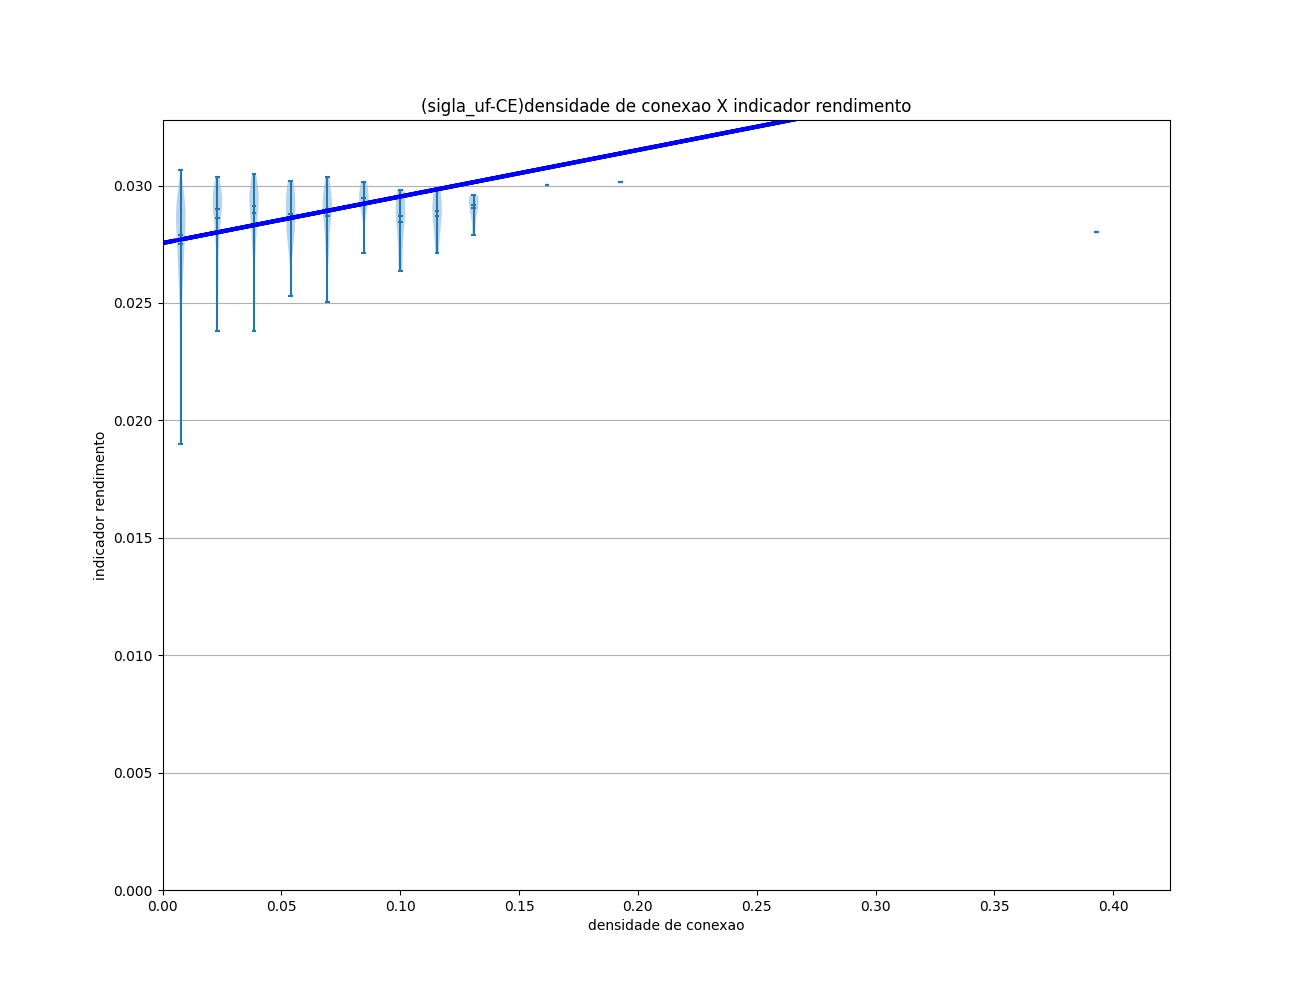 (sigla_uf-CE)densidade de conexao X indicador rendimento
0.030
0.025
0.020
0.015
0.010
0.005
0.000
indicador rendimento
0.00 0.05 0.10 0.15 0.20 0.25 0.30 0.35 0.40
densidade de conexao